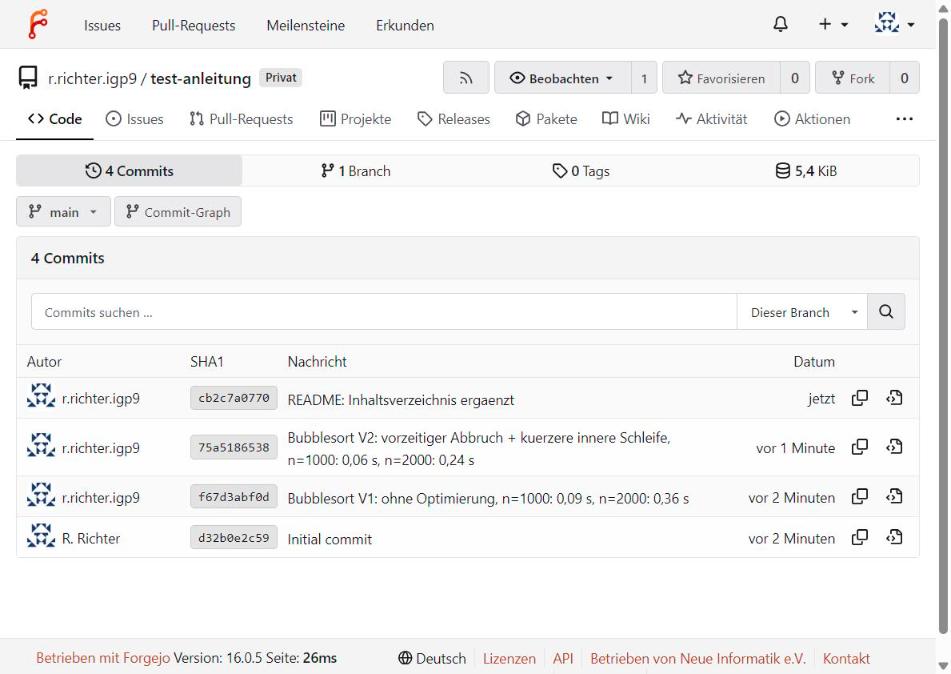 Issues Pull-Requests Meilensteine Erkunden
r.richter.igp9 / test-anleitung Privat Beobachten 1 Favorisieren 0 Fork 0
Code Issues Pull-Requests Projekte Releases Pakete Wiki Aktivität Aktionen
4 Commits 1 Branch 0 Tags 5,4 KiB
main Commit-Graph
4 Commits
Commits suchen ... Dieser Branch
Autor SHA1 Nachricht Datum
r.richter.igp9 cb2c7a0770 README: Inhaltsverzeichnis ergaenzt jetzt
r.richter.igp9 75a5186538 Bubblesort V2: vorzeitiger Abbruch + kuerzere innere Schleife, vor 1 Minute
n=1000: 0,06 s, n=2000: 0,24 s
r.richter.igp9 f67d3abf0d Bubblesort V1: ohne Optimierung, n=1000: 0,09 s, n=2000: 0,36 s vor 2 Minuten
R. Richter d32b0e2c59 Initial commit vor 2 Minuten
Betrieben mit Forgejo Version: 16.0.5 Seite: 26ms Deutsch Lizenzen API Betrieben von Neue Informatik e.V. Kontakt